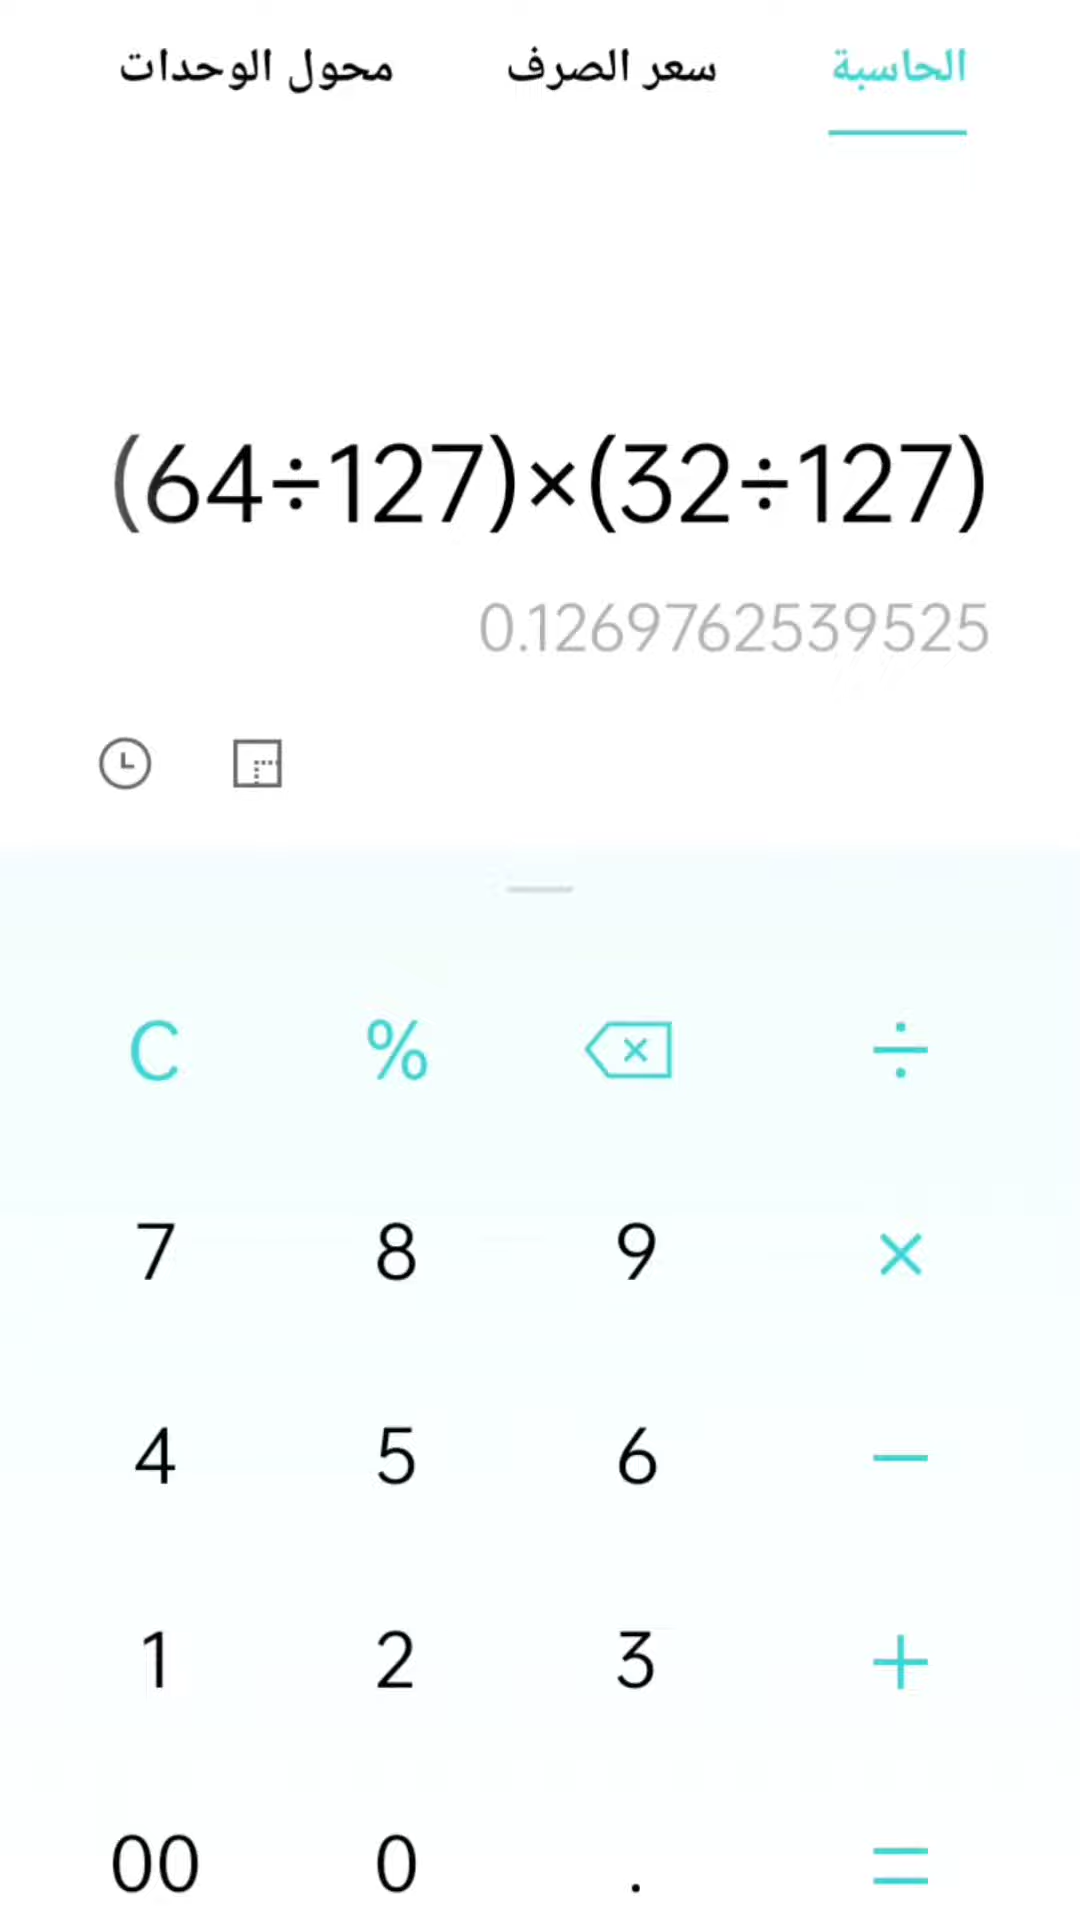 الحاسبة سعر الصرف محول الوحدات
(64÷127)×(32÷127)
0.1269762539525
C % ÷
7 8 9 ×
4 5 6 −
1 2 3 +
00 0 . =